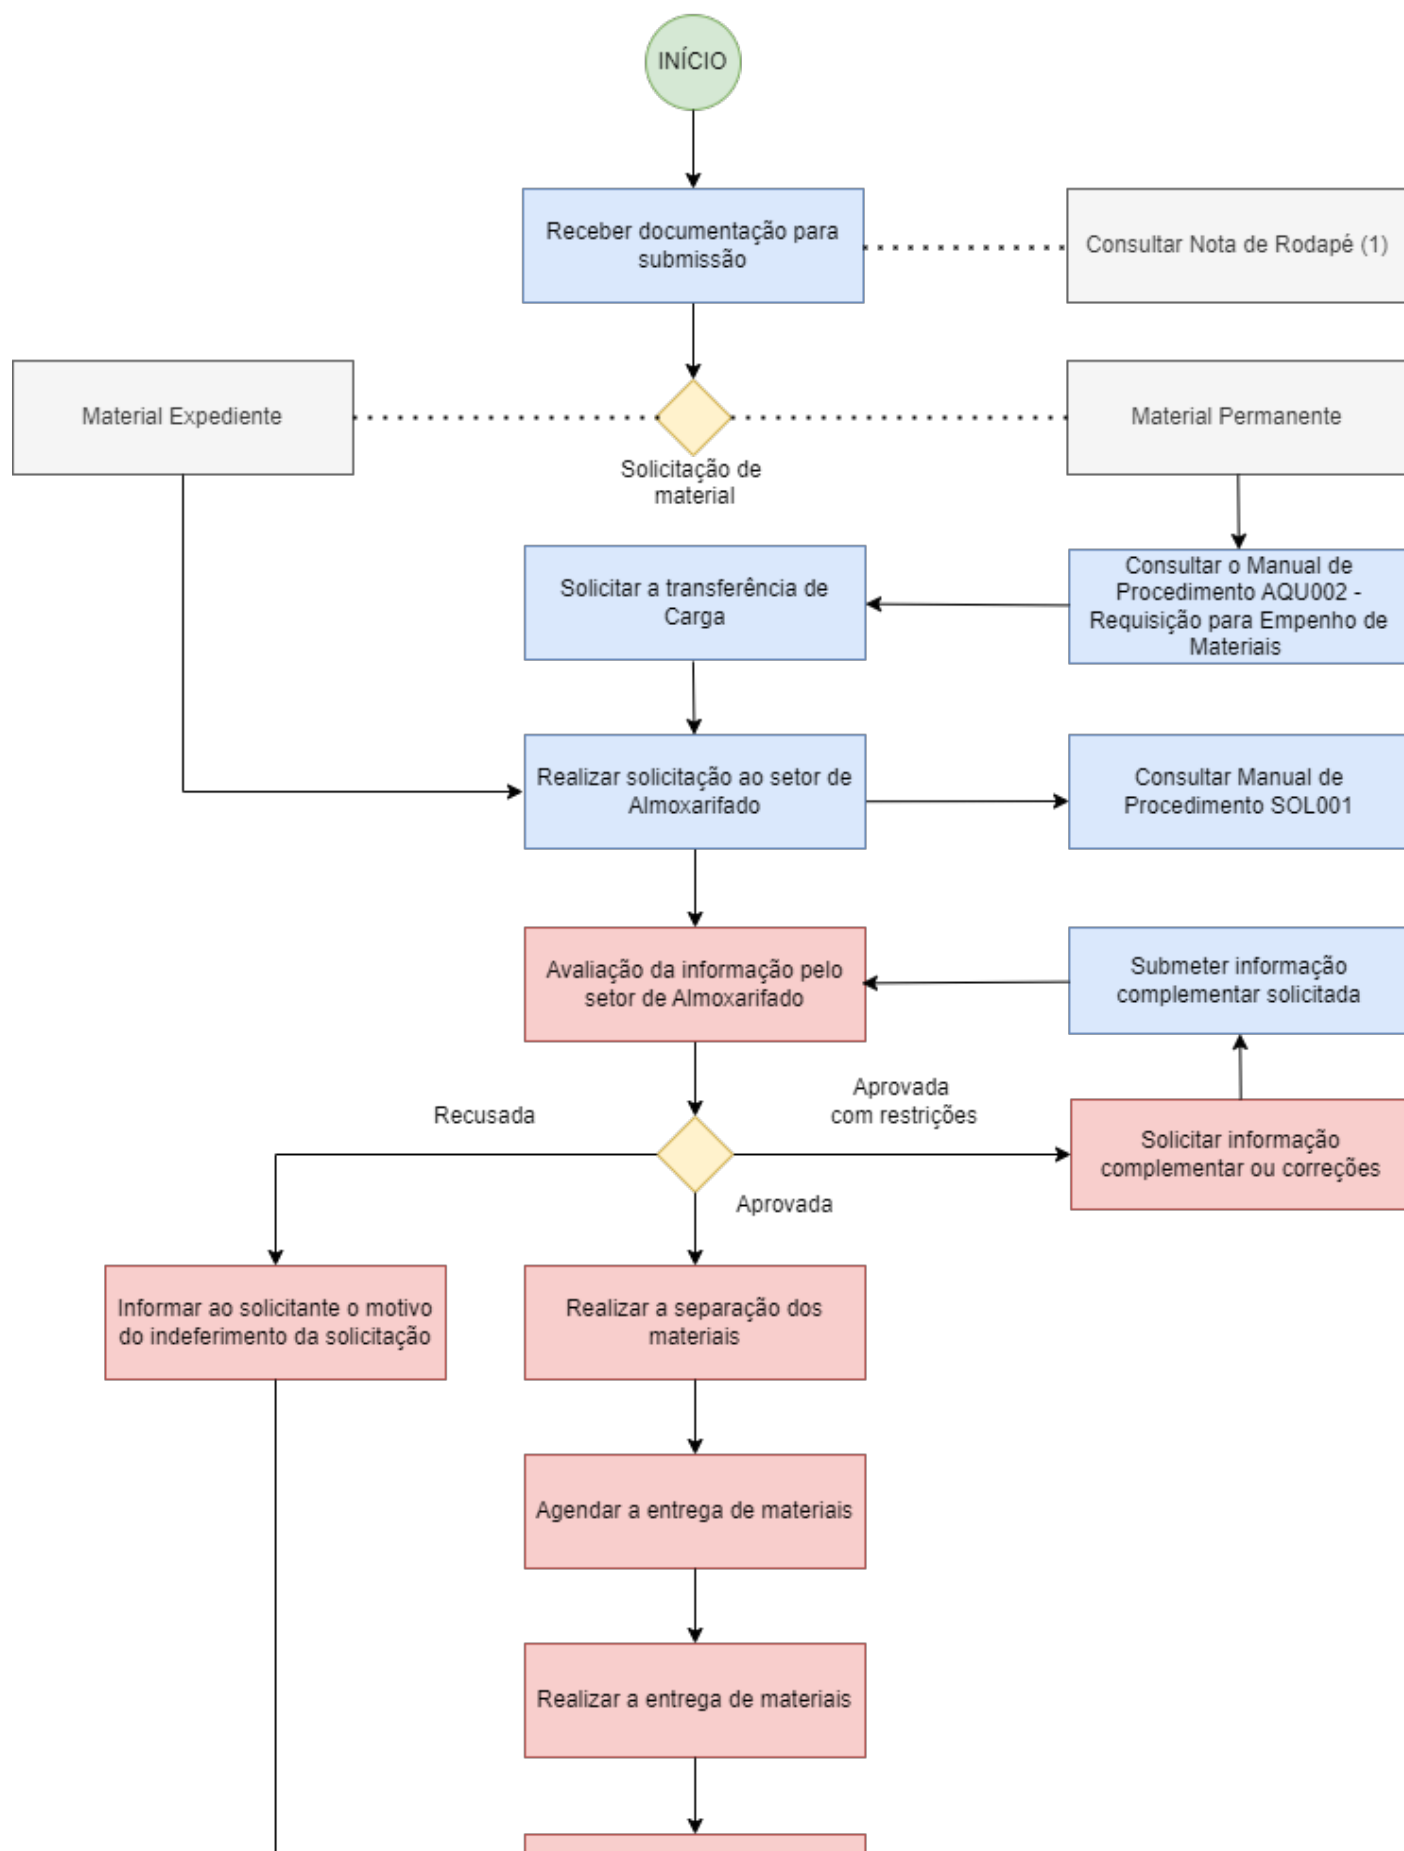 INÍCIO
Receber documentação para
submissão
Consultar Nota de Rodapé (1)
Material Expediente
Material Permanente
Solicitação de
material
Solicitar a transferência de
Carga
Consultar o Manual de
Procedimento AQU002 -
Requisição para Empenho de
Materiais
Realizar solicitação ao setor de
Almoxarifado
Consultar Manual de
Procedimento SOL001
Avaliação da informação pelo
setor de Almoxarifado
Submeter informação
complementar solicitada
Recusada
Aprovada
com restrições
Solicitar informação
complementar ou correções
Aprovada
Informar ao solicitante o motivo
do indeferimento da solicitação
Realizar a separação dos
materiais
Agendar a entrega de materiais
Realizar a entrega de materiais